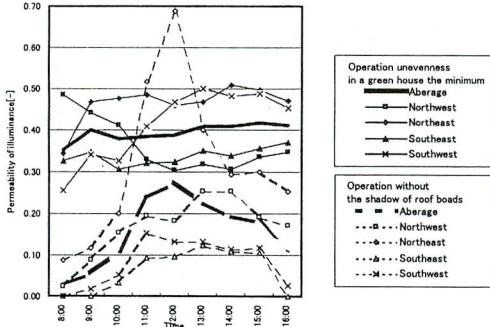 Permeability of illuminance[-]
0.70
0.60
0.50
0.40
0.30
0.20
0.10
0.00
8:00
9:00
10:00
11:00
12:00
13:00
14:00
15:00
16:00
Time
Operation unevenness
in a green house the minimum
Aberage
Northwest
Northeast
Southeast
Southwest
Operation without
the shadow of roof boads
Aberage
Northwest
Northeast
Southeast
Southwest